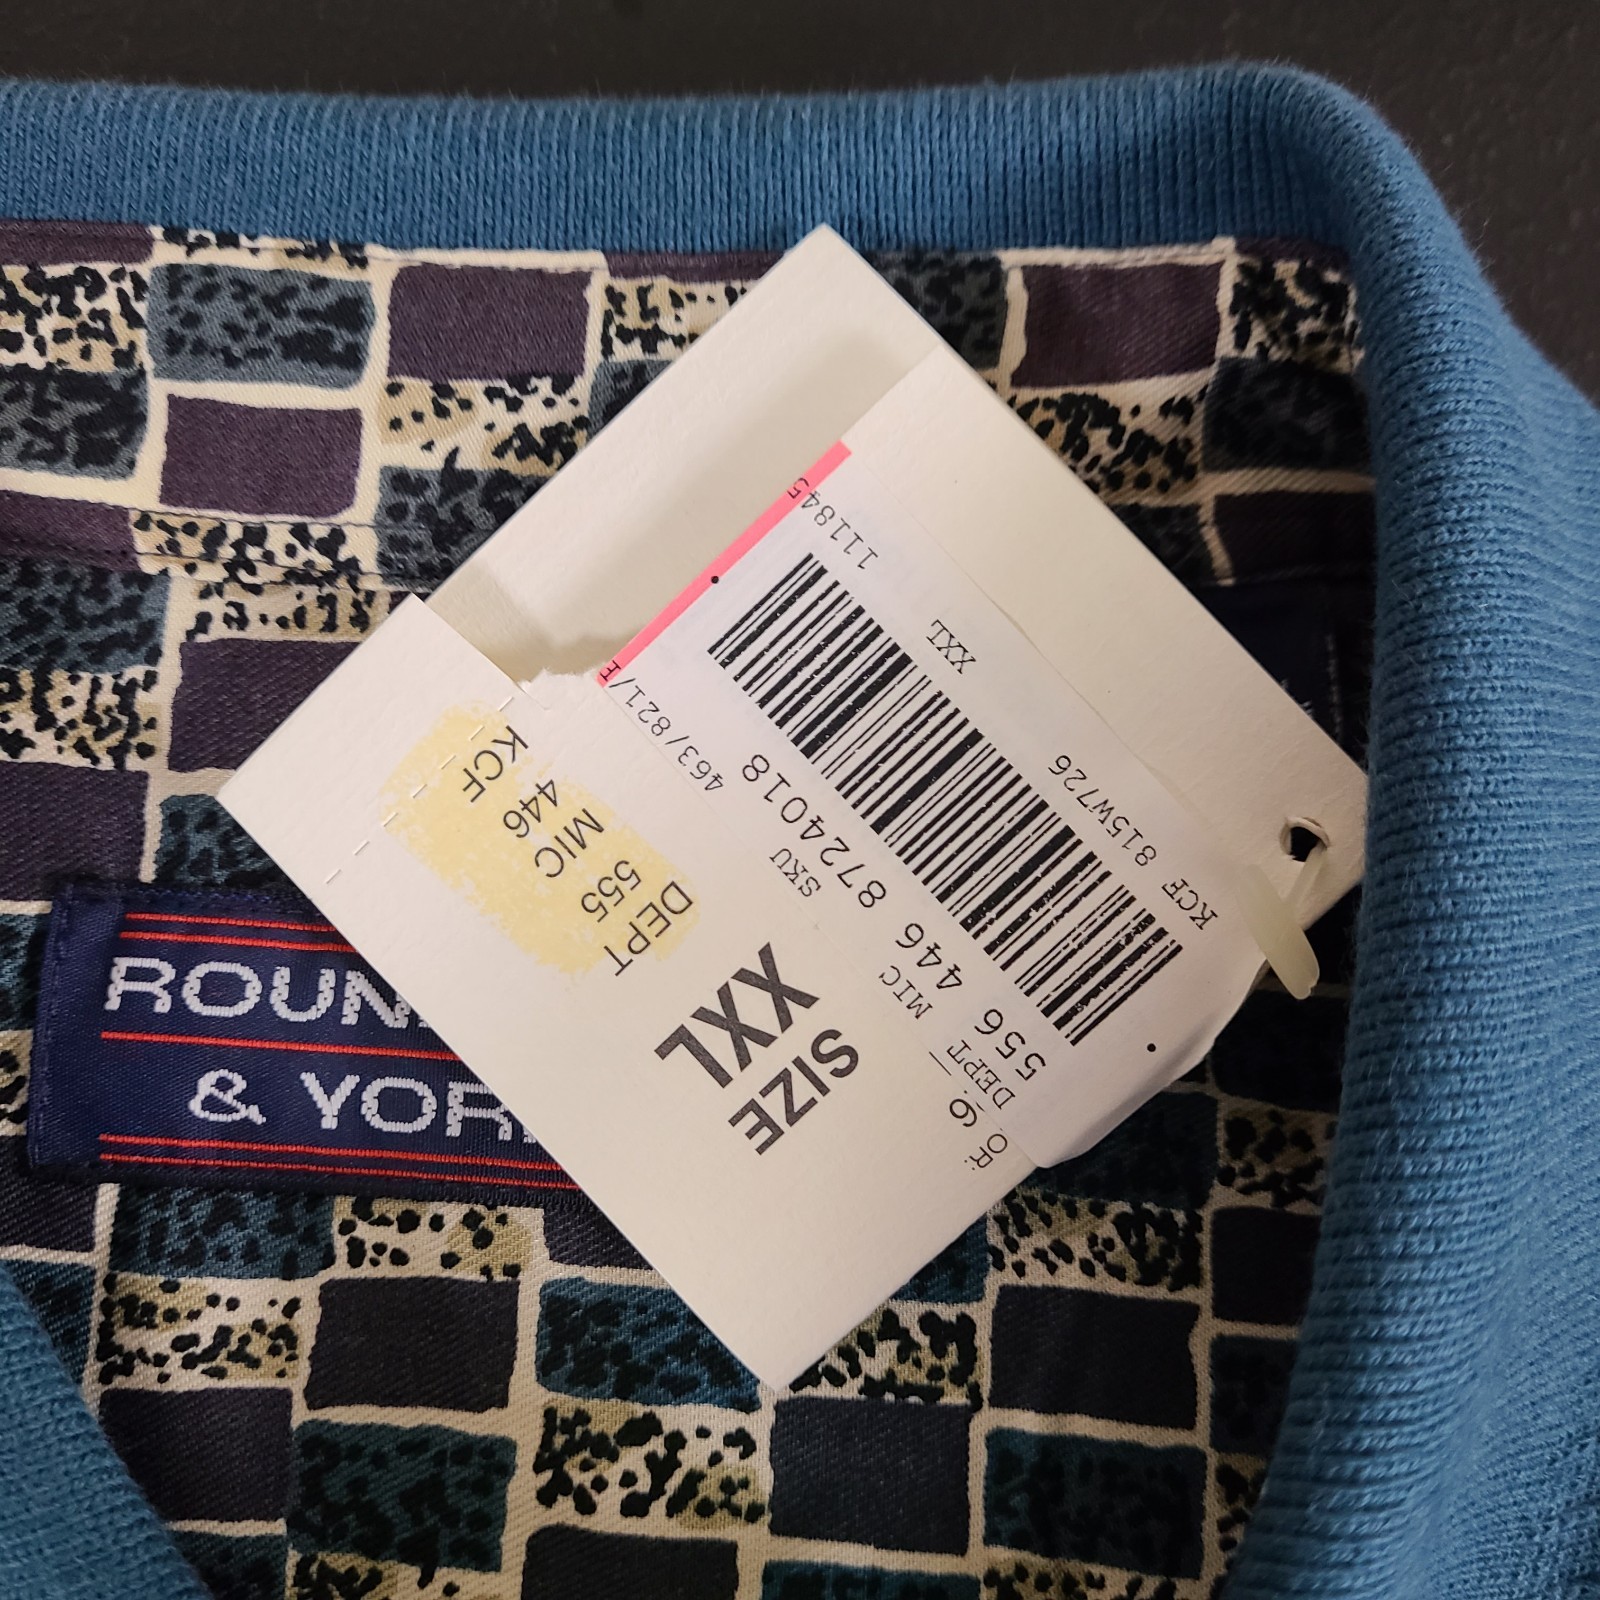 111845
XXL
KCF 815W726
463/821/E
SKU
MIC
DEPT
556 446 8724018
SIZE
XXL
DEPT
555
MIC C
446
KCF
ROUN
& YOR